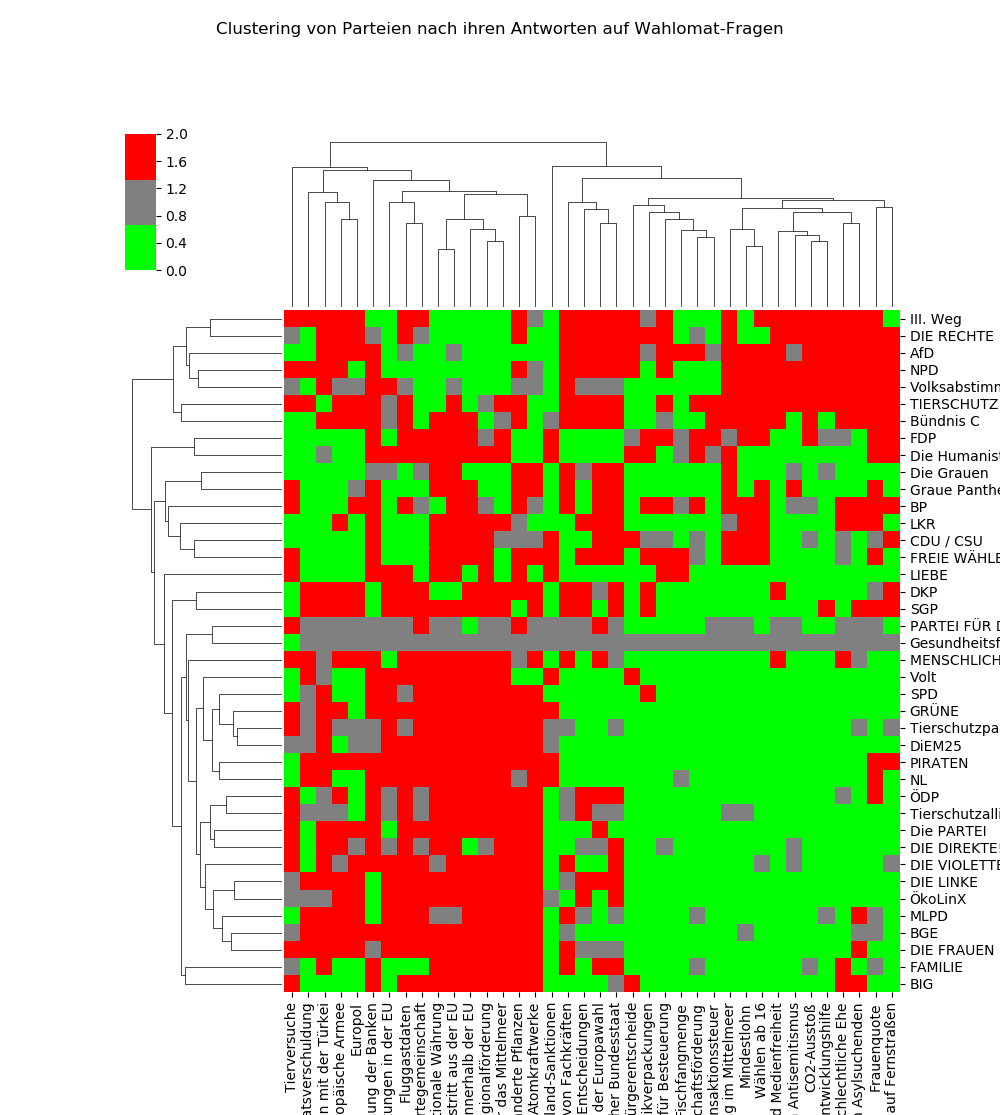 Clustering von Parteien nach ihren Antworten auf Wahlomat-Fragen
2.0
1.6
1.2
0.8
0.4
0.0
III. Weg
DIE RECHTE
AfD
NPD
Volksabstimm
TIERSCHUTZ
Bündnis C
FDP
Die Humanist
Die Grauen
Graue Panthe
BP
LKR
CDU / CSU
FREIE WÄHLE
LIEBE
DKP
SGP
PARTEI FÜR D
Gesundheitsf
MENSCHLICH
Volt
SPD
GRÜNE
Tierschutzpa
DiEM25
PIRATEN
NL
ÖDP
Tierschutzalli
Die PARTEI
DIE DIREKTE!
DIE VIOLETTE
DIE LINKE
ÖkoLinX
MLPD
BGE
DIE FRAUEN
FAMILIE
BIG
Tierversuche
atsverschuldung
n mit der Türkei
opäische Armee
Europol
ung der Banken
ungen in der EU
Fluggastdaten
rtegemeinschaft
tionale Währung
stritt aus der EU
nnerhalb der EU
gionalförderung
r das Mittelmeer
nderte Pflanzen
Atomkraftwerke
land-Sanktionen
von Fachkräften
Entscheidungen
der Europawahl
her Bundesstaat
ürgerentscheide
ikverpackungen
für Besteuerung
ischfangmenge
chaftsförderung
nsaktionssteuer
g im Mittelmeer
Mindestlohn
Wählen ab 16
d Medienfreiheit
n Antisemitismus
CO2-Ausstoß
ntwicklungshilfe
chlechtliche Ehe
n Asylsuchenden
Frauenquote
auf Fernstraßen